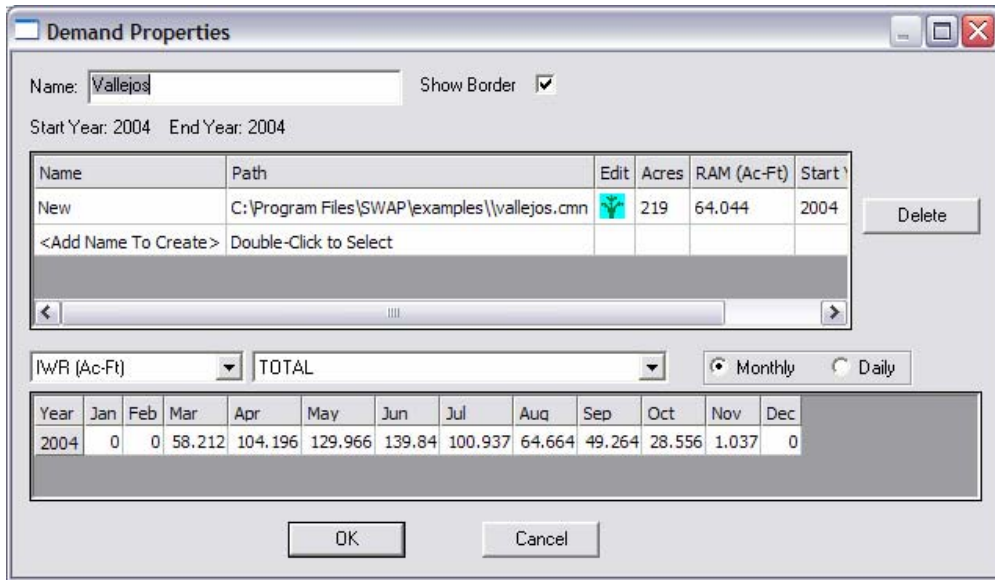 Demand Properties
Name: Vallejos Show Border
Start Year: 2004 End Year: 2004
Name Path Edit Acres RAM (Ac-Ft) Start
New C:\Program Files\SWAP\examples\\vallejos.cmn 219 64.044 2004
Delete
<Add Name To Create> Double-Click to Select
IWR (Ac-Ft) TOTAL Monthly Daily
Year Jan Feb Mar Apr May Jun Jul Aug Sep Oct Nov Dec
2004 0 0 58.212 104.196 129.966 139.84 100.937 64.664 49.264 28.556 1.037 0
OK Cancel